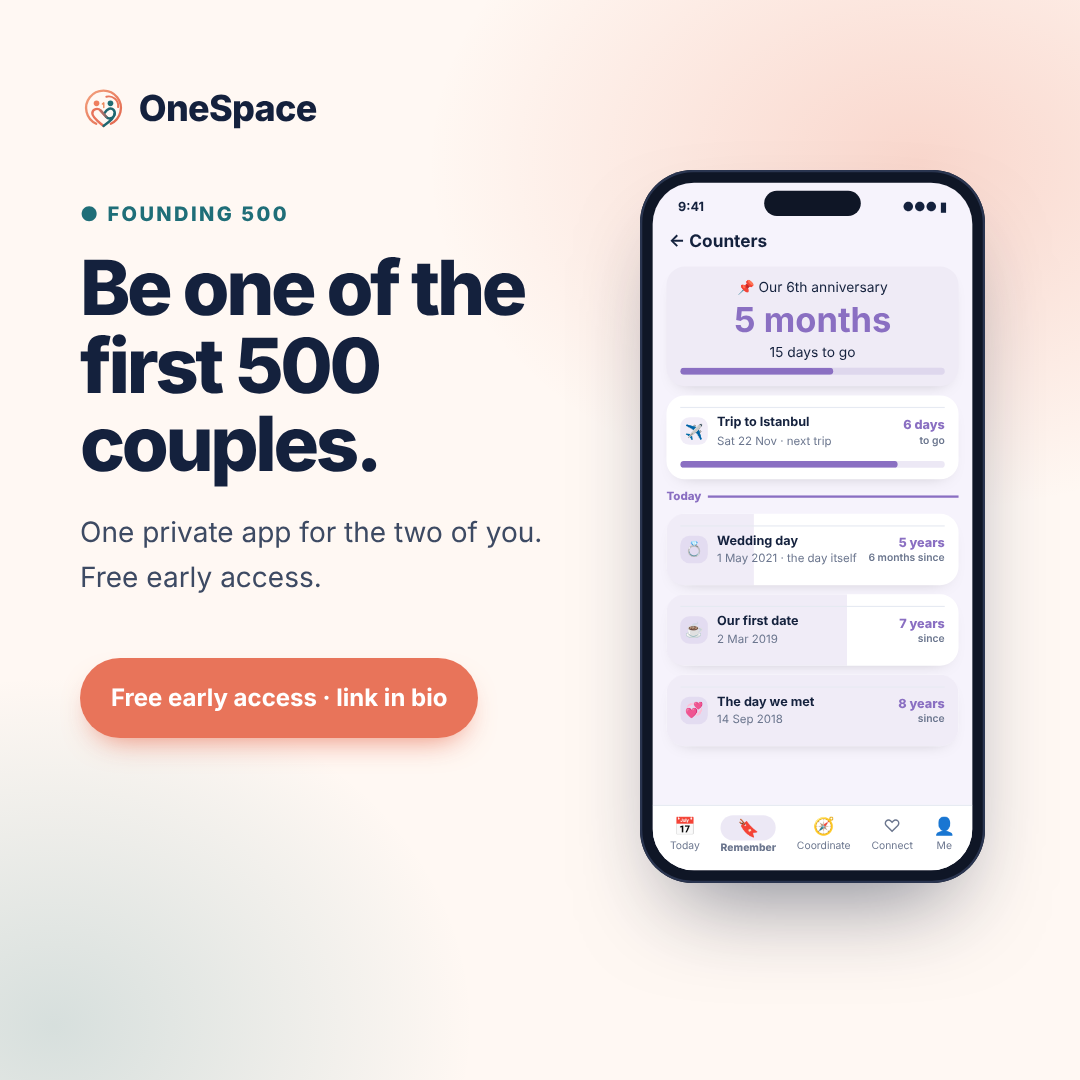 OneSpace
FOUNDING 500
Be one of the
first 500
couples.
One private app for the two of you.
Free early access.
Free early access · link in bio
9:41
← Counters
📌 Our 6th anniversary
5 months
15 days to go
Trip to Istanbul
6 days
Sat 22 Nov · next trip
to go
Today
Wedding day
5 years
1 May 2021 · the day itself
6 months since
Our first date
7 years
2 Mar 2019
since
The day we met
8 years
14 Sep 2018
since
Today
Remember
Coordinate
Connect
Me